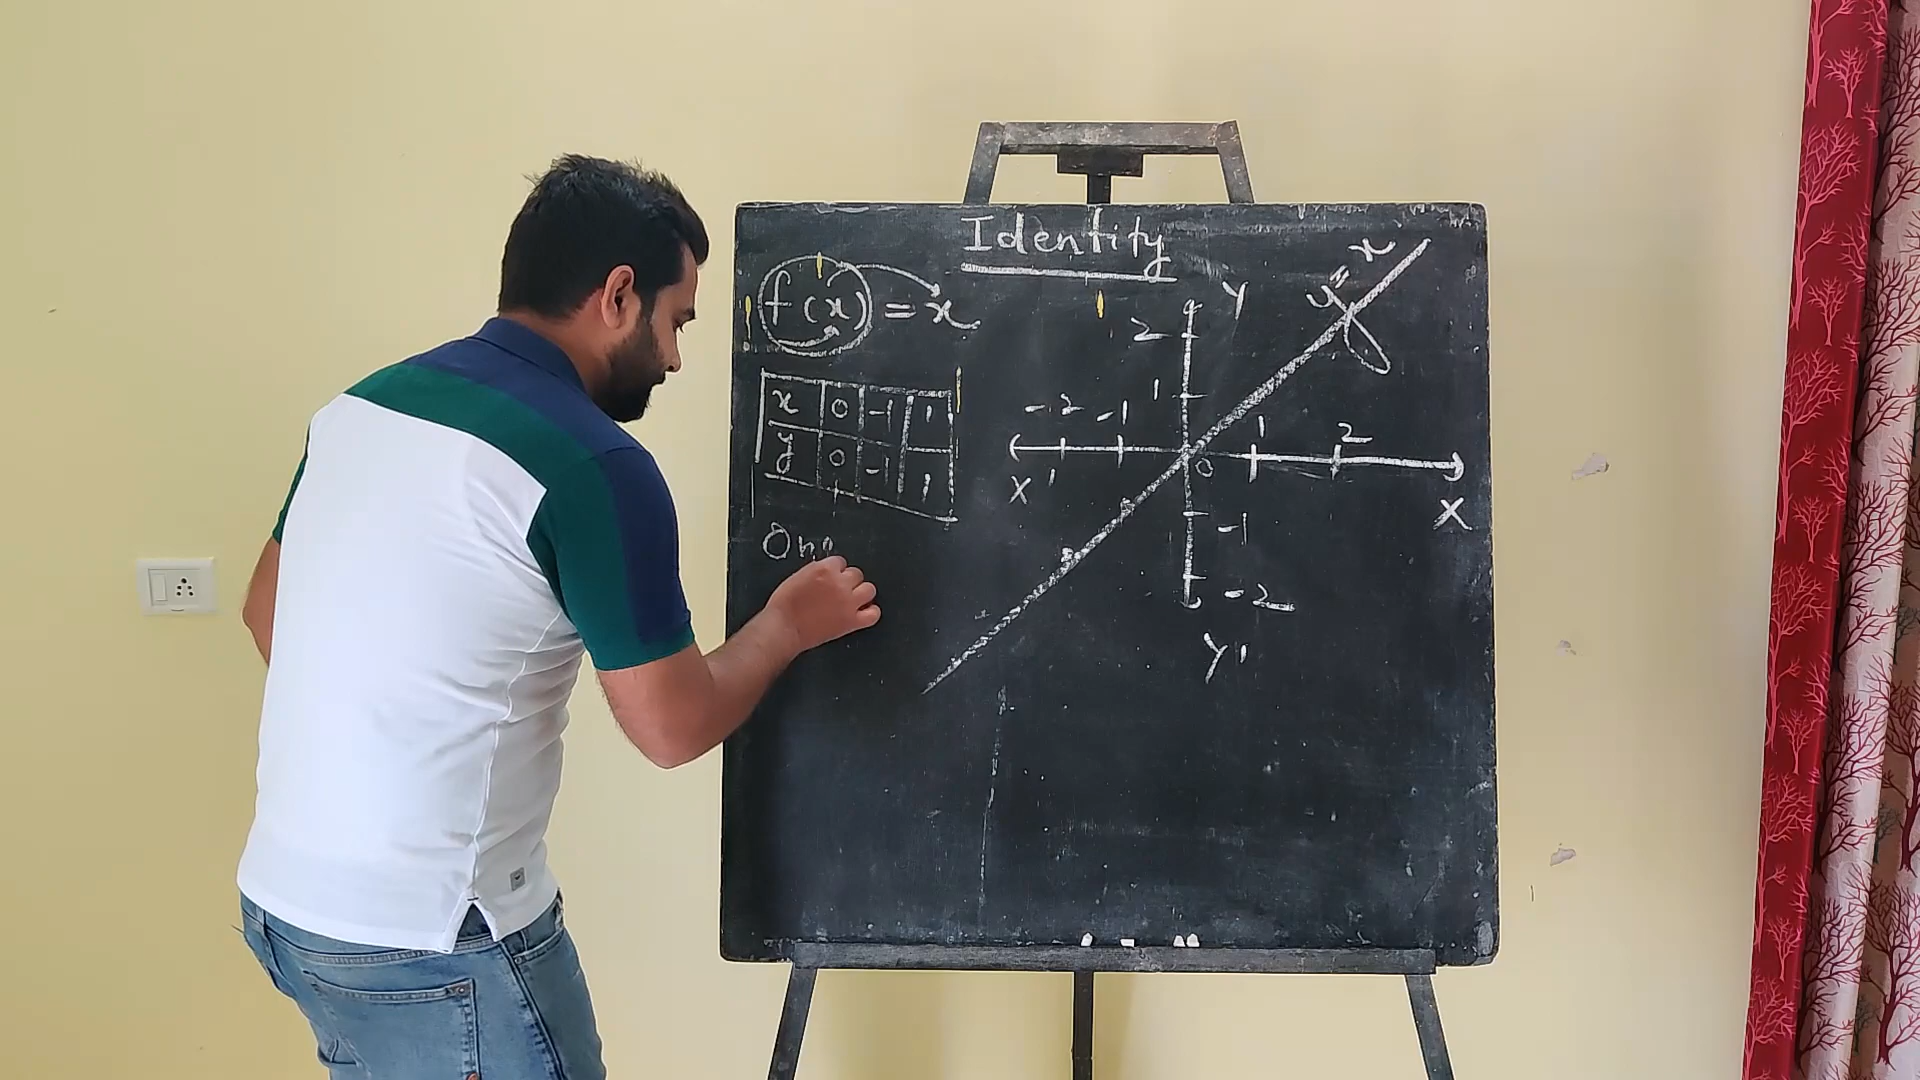 Identity
f(x) = x
x 0 -1 1
y 0 -1 1
One
y = x
Y
2
1
-2 -1 0 1 2
X' X
-1
-2
Y'